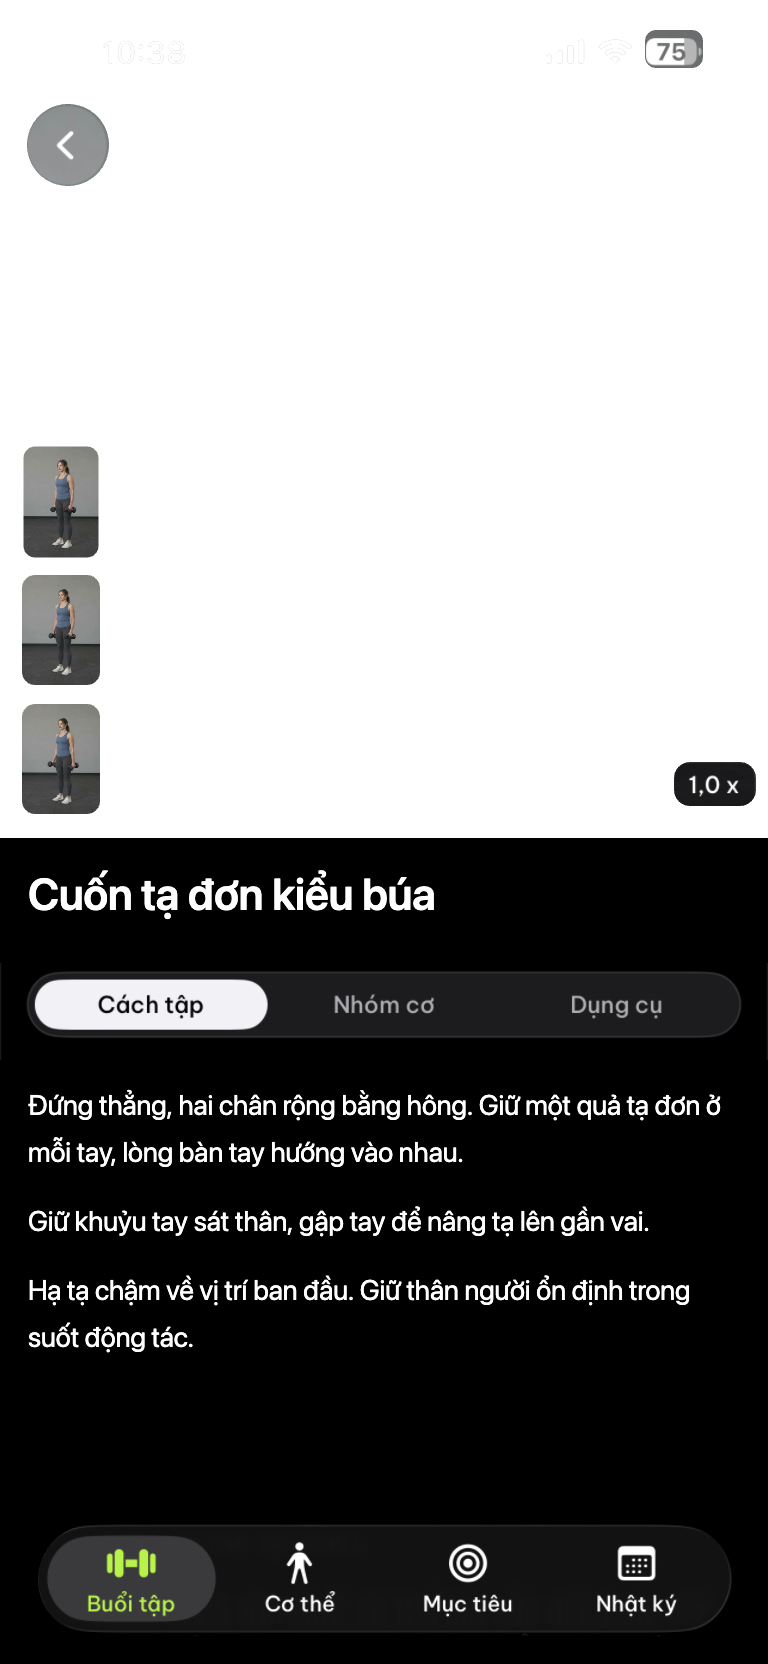 10:38
75
1,0 x
Cuốn tạ đơn kiểu búa
Cách tập
Nhóm cơ
Dụng cụ
Đứng thẳng, hai chân rộng bằng hông. Giữ một quả tạ đơn ở
mỗi tay, lòng bàn tay hướng vào nhau.
Giữ khuỷu tay sát thân, gập tay để nâng tạ lên gần vai.
Hạ tạ chậm về vị trí ban đầu. Giữ thân người ổn định trong
suốt động tác.
Buổi tập
Cơ thể
Mục tiêu
Nhật ký